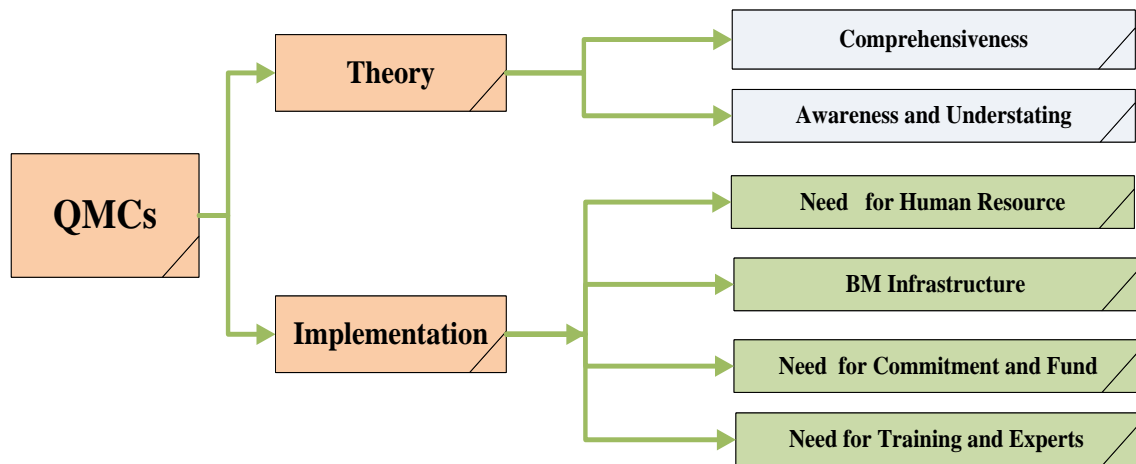 QMCs
Theory
Implementation
Comprehensiveness
Awareness and Understating
Need for Human Resource
BM Infrastructure
Need for Commitment and Fund
Need for Training and Experts